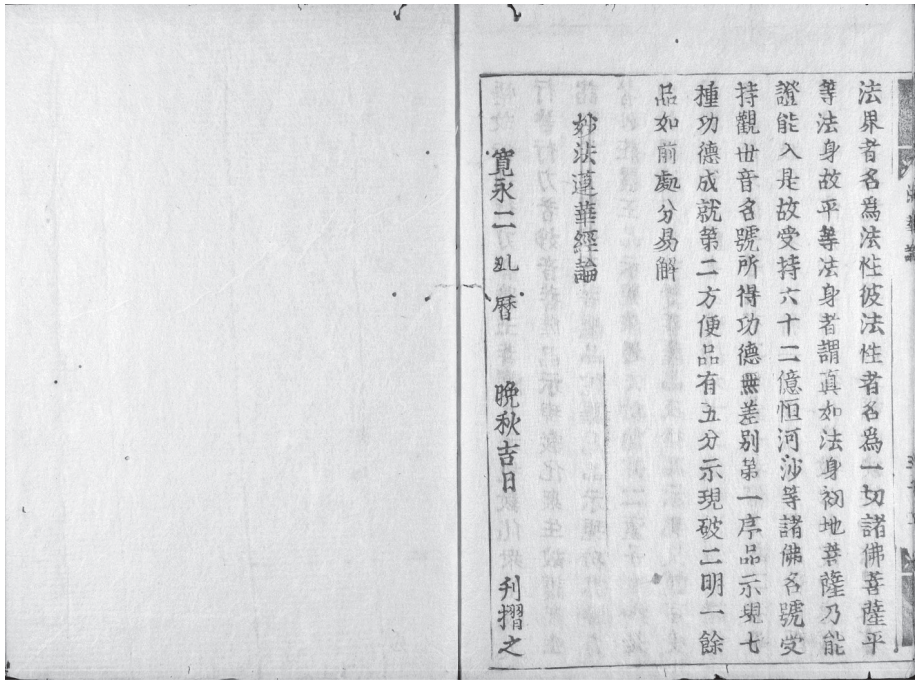 法界者名爲法性彼法性者名爲一切諸佛菩薩平
等法身故平等法身者謂真如法身初地菩薩乃能
證能入是故受持六十二億恒河沙等諸佛名號受
持觀世音名號所得功德無差别第一序品示現七
種功德成就第二方便品有五分示現破二明一餘
品如前處分易解
妙法蓮華經論
寛永二乩曆 晚秋吉日 刋摺之